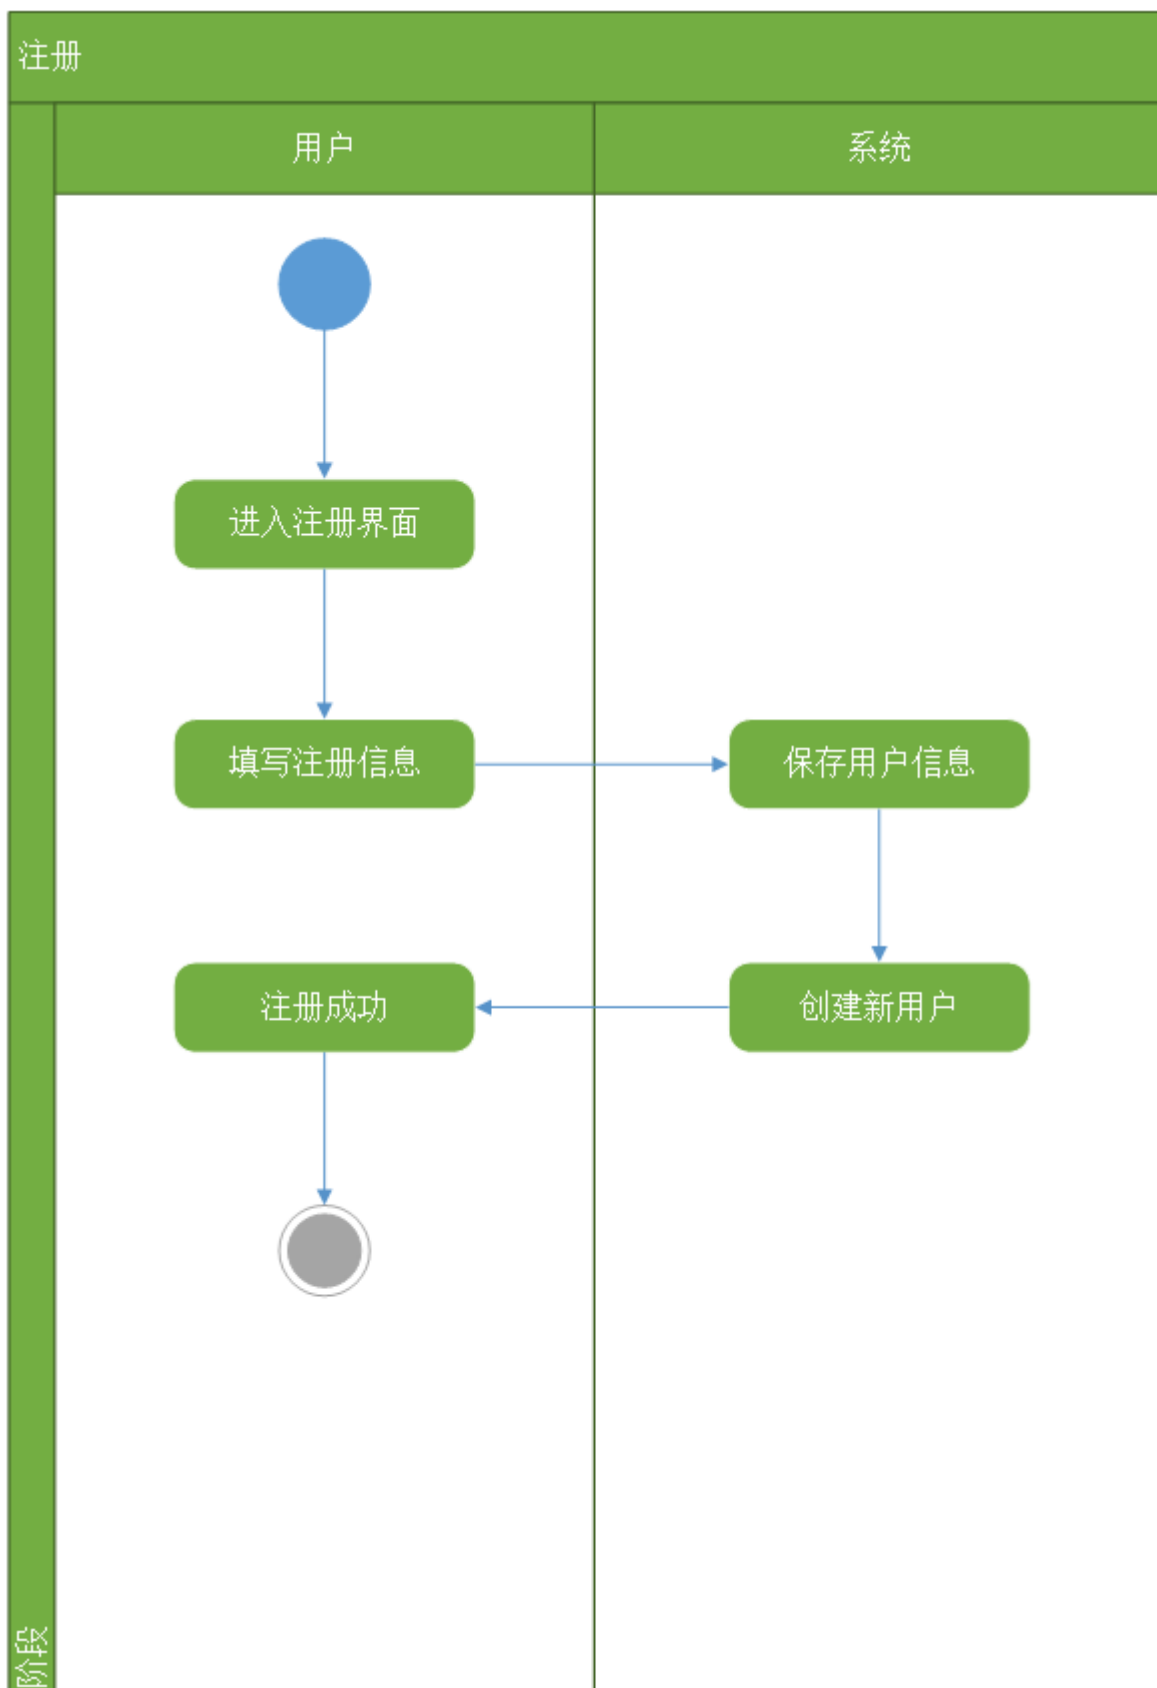 注册
用户
系统
进入注册界面
填写注册信息
保存用户信息
注册成功
创建新用户
阶段